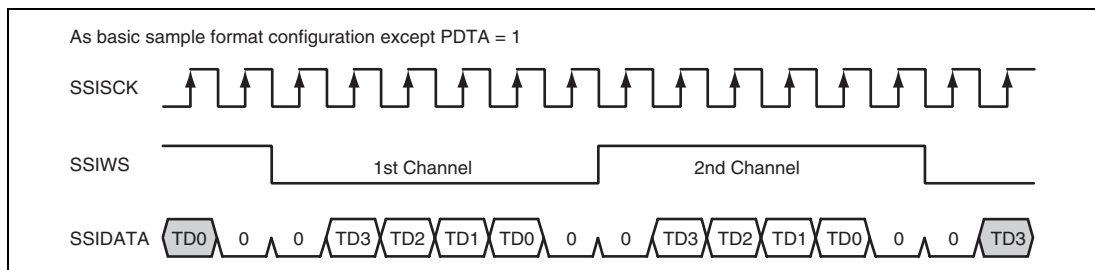 As basic sample format configuration except PDTA = 1
SSISCK
SSIWS 1st Channel 2nd Channel
SSIDATA TD0 0 0 TD3 TD2 TD1 TD0 0 0 TD3 TD2 TD1 TD0 0 0 TD3